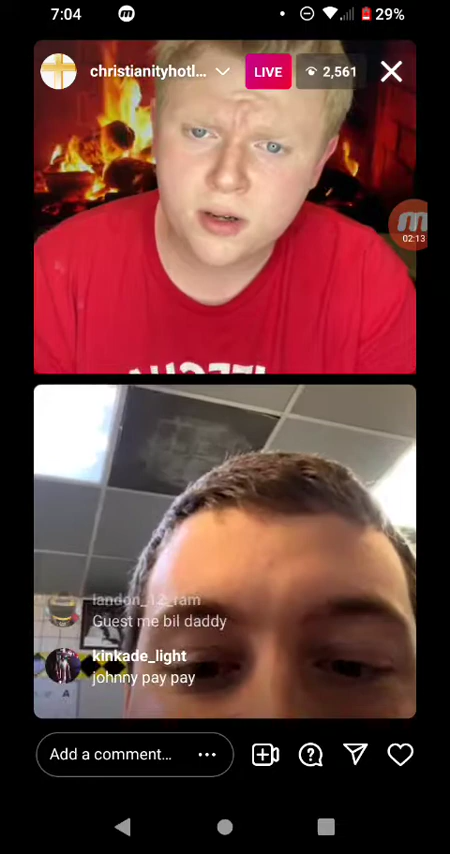 7:04
29%
christianityhotl...
LIVE
2,561
02:13
landon_12_ram
Guest me bil daddy
kinkade_light
johnny pay pay
A
Add a comment...